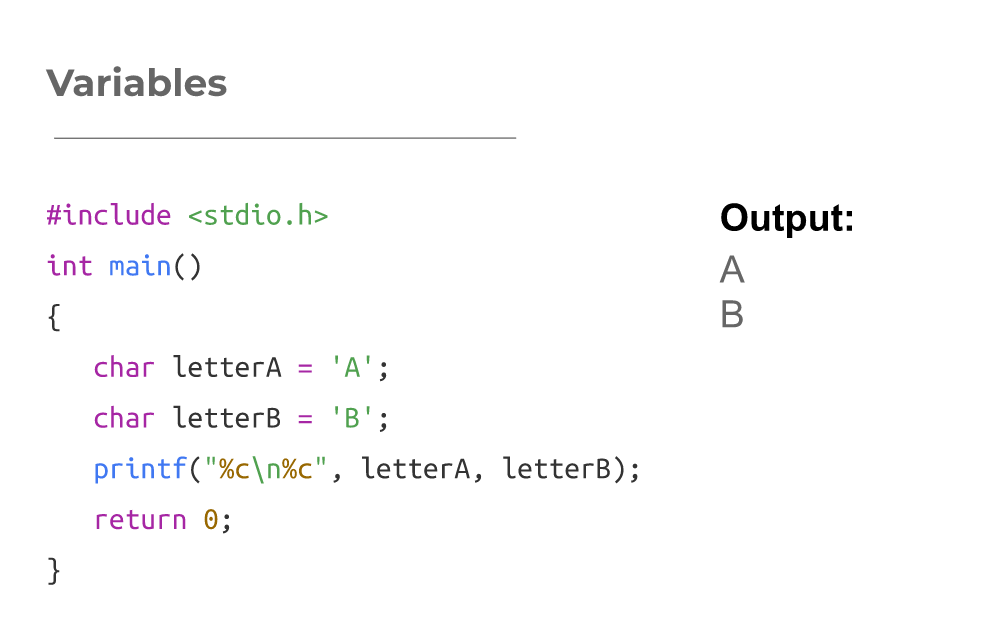 Variables
#include <stdio.h>
int main()
{
char letterA = 'A';
char letterB = 'B';
printf("%c\n%c", letterA, letterB);
return 0;
}
Output:
A
B